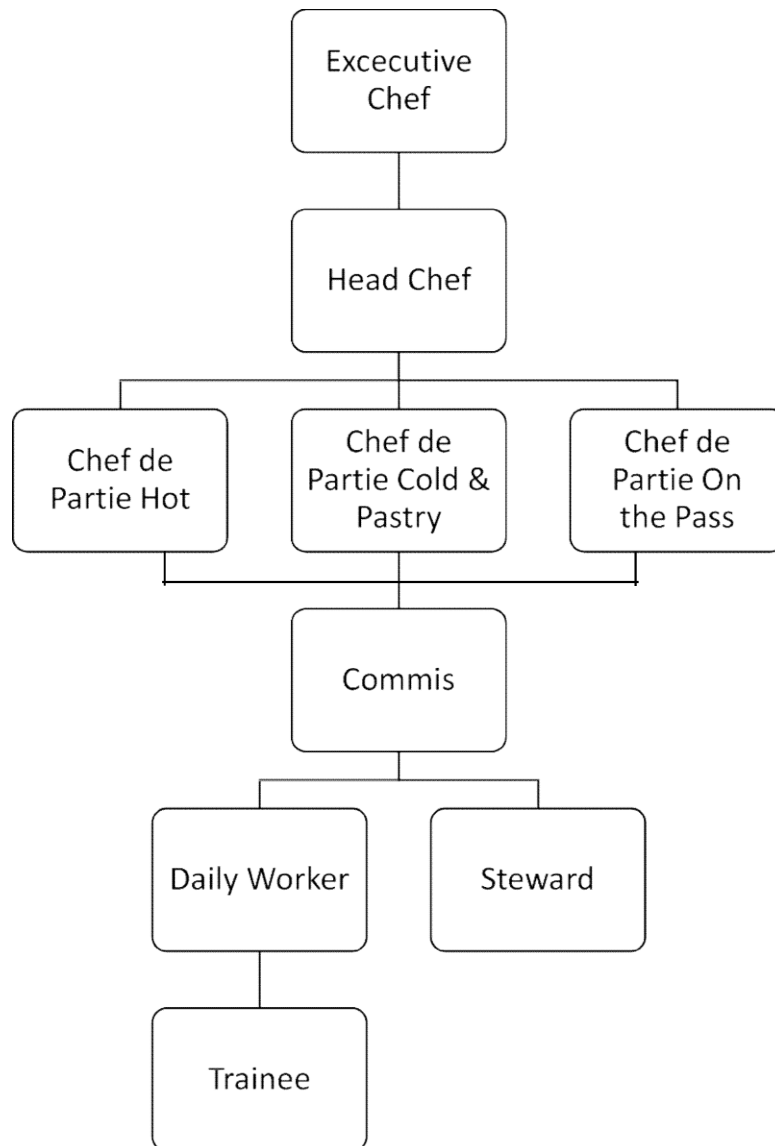 Excecutive
Chef
Head Chef
Chef de
Partie Hot
Chef de
Partie Cold &
Pastry
Chef de
Partie On
the Pass
Commis
Daily Worker
Steward
Trainee